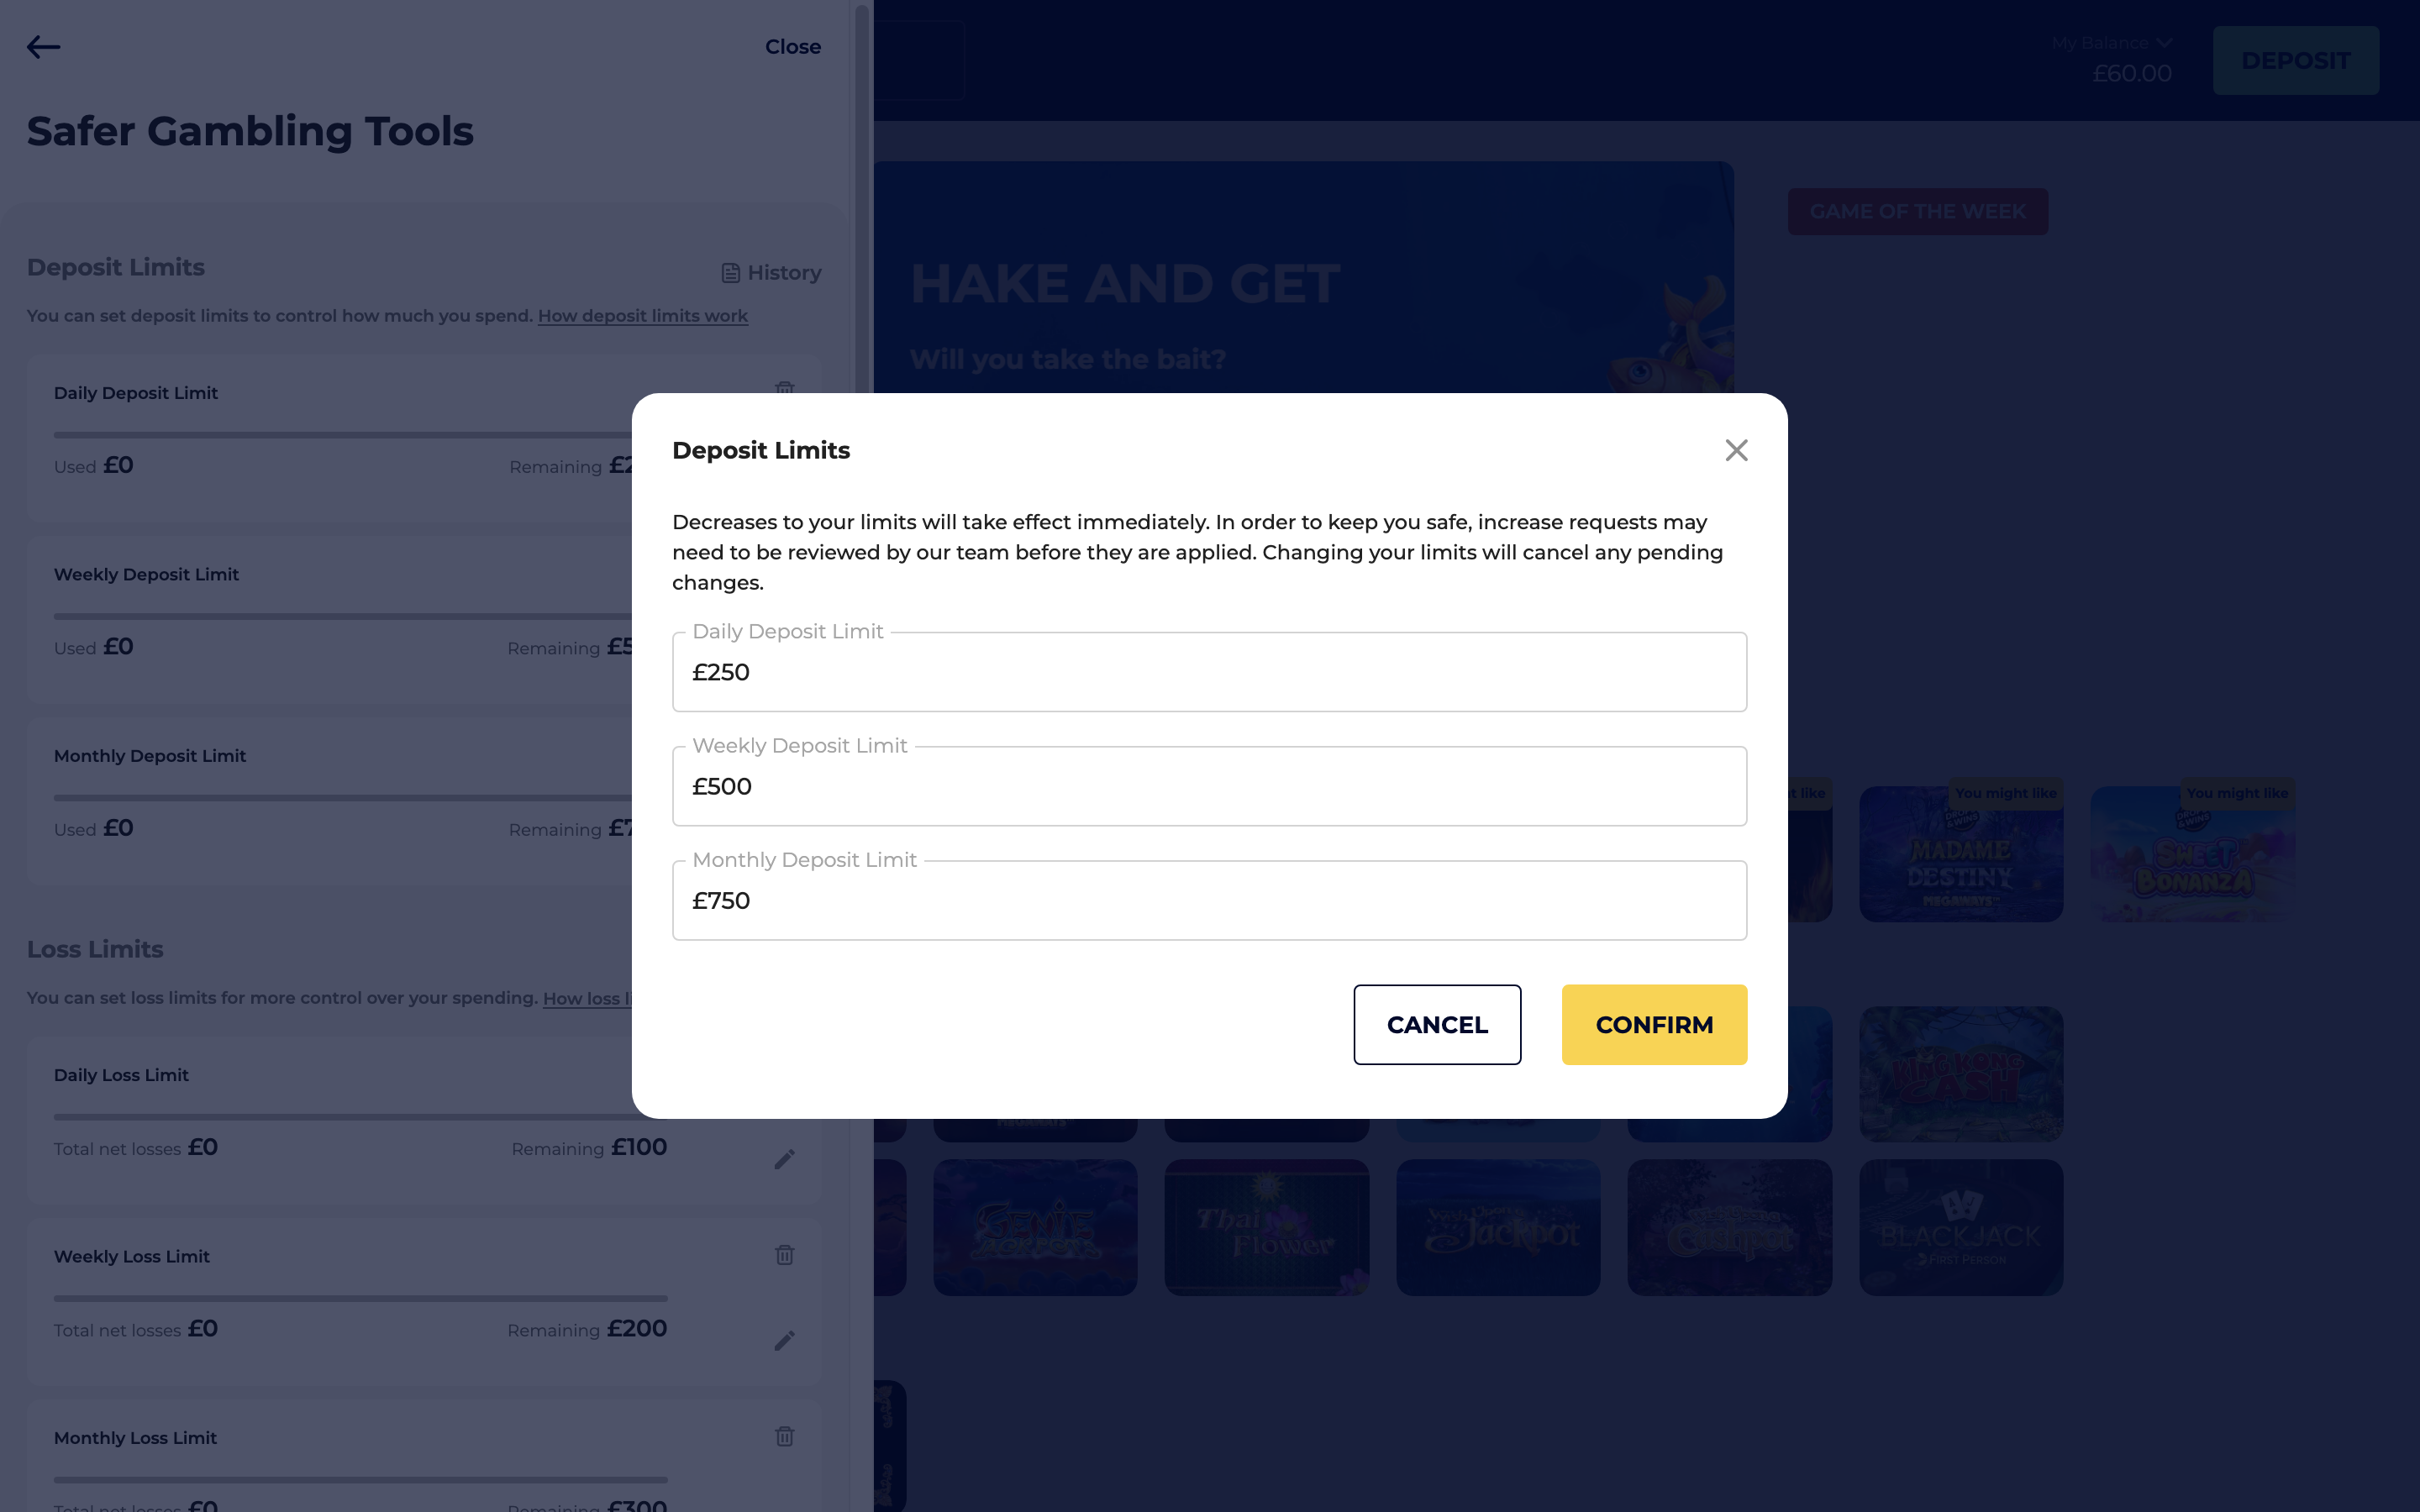 Close
Safer Gambling Tools
Deposit Limits
History
You can set deposit limits to control how much you spend. How deposit limits work
Daily Deposit Limit
Used £0
Remaining
Weekly Deposit Limit
Used £0
Remaining
Monthly Deposit Limit
Used £0
Remaining
Loss Limits
You can set loss limits for more control over your spending. How loss
Daily Loss Limit
Total net losses £0
Remaining £100
Weekly Loss Limit
Total net losses £0
Remaining £200
Monthly Loss Limit
Total net losses £0
Remaining £300
My Balance
£60.00
DEPOSIT
HAKE AND GET
Will you take the bait?
GAME OF THE WEEK
Deposit Limits
Decreases to your limits will take effect immediately. In order to keep you safe, increase requests may
need to be reviewed by our team before they are applied. Changing your limits will cancel any pending
changes.
Daily Deposit Limit
£250
Weekly Deposit Limit
£500
Monthly Deposit Limit
£750
CANCEL
CONFIRM
like
You might like
You might like
MADAME
DESTINY
MEGAWAYS
SWEET
BONANZA
KING KONG
CASH
MEGAWAYS
GENIE
JACKPOTS
Thai
Flower
Wish Upon a
Jackpot
BLACKJACK
FIRST PERSON